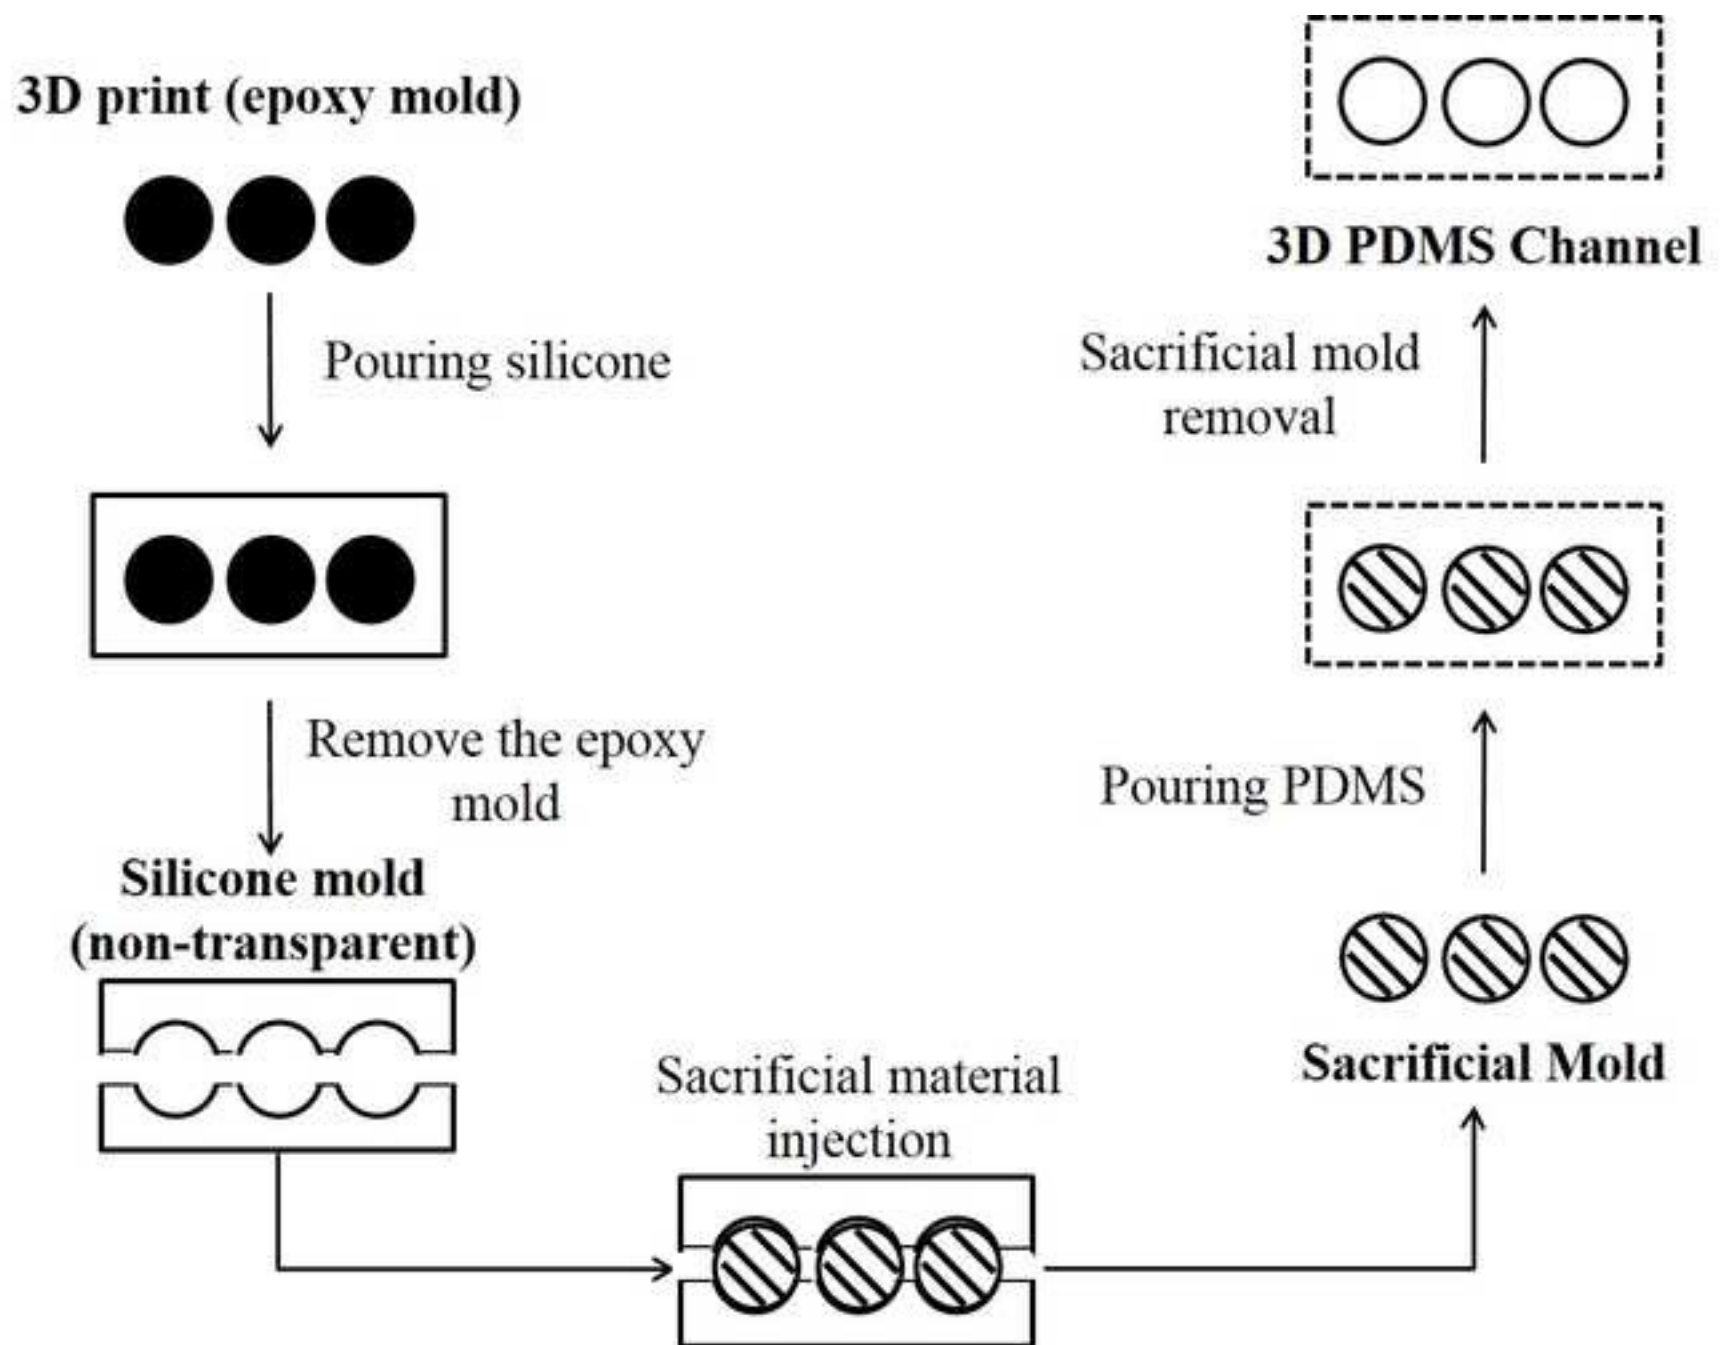 3D print (epoxy mold)
Pouring silicone
Remove the epoxy
mold
Silicone mold
(non-transparent)
Sacrificial material
injection
Sacrificial Mold
Pouring PDMS
Sacrificial mold
removal
3D PDMS Channel